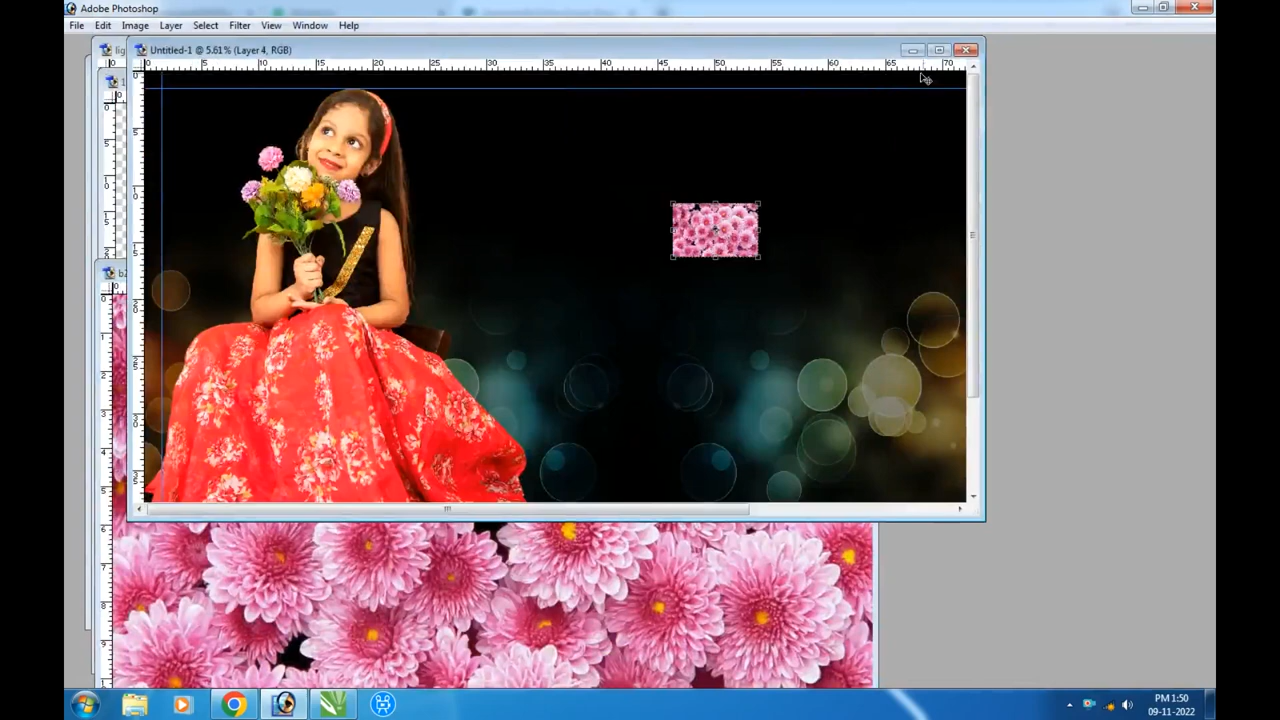 Adobe Photoshop
File Edit Image Layer Select Filter View Window Help
Untitled-1 @ 5.61% (Layer 4, RGB)
0 5 10 15 20 25 30 35 40 45 50 55 60 65 70
PM 1:50
09-11-2022